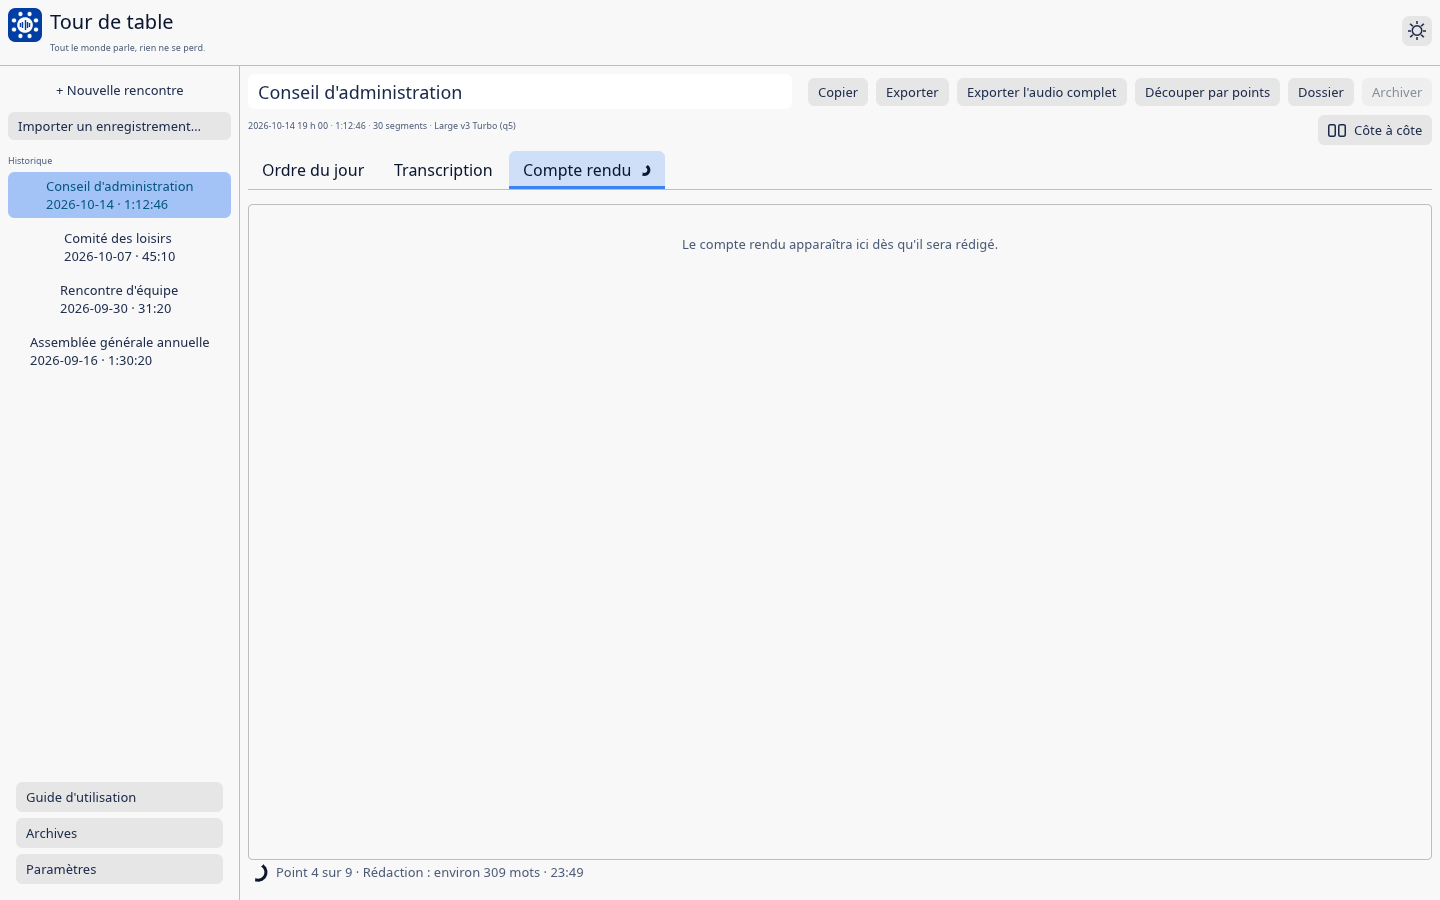 Tour de table
Tout le monde parle, rien ne se perd.
+ Nouvelle rencontre
Importer un enregistrement...
Historique
Conseil d'administration
2026-10-14 · 1:12:46
Comité des loisirs
2026-10-07 · 45:10
Rencontre d'équipe
2026-09-30 · 31:20
Assemblée générale annuelle
2026-09-16 · 1:30:20
Guide d'utilisation
Archives
Paramètres
Conseil d'administration
Copier
Exporter
Exporter l'audio complet
Découper par points
Dossier
Archiver
2026-10-14 19 h 00 · 1:12:46 · 30 segments · Large v3 Turbo (q5)
Côte à côte
Ordre du jour
Transcription
Compte rendu
Le compte rendu apparaîtra ici dès qu'il sera rédigé.
Point 4 sur 9 · Rédaction : environ 309 mots · 23:49